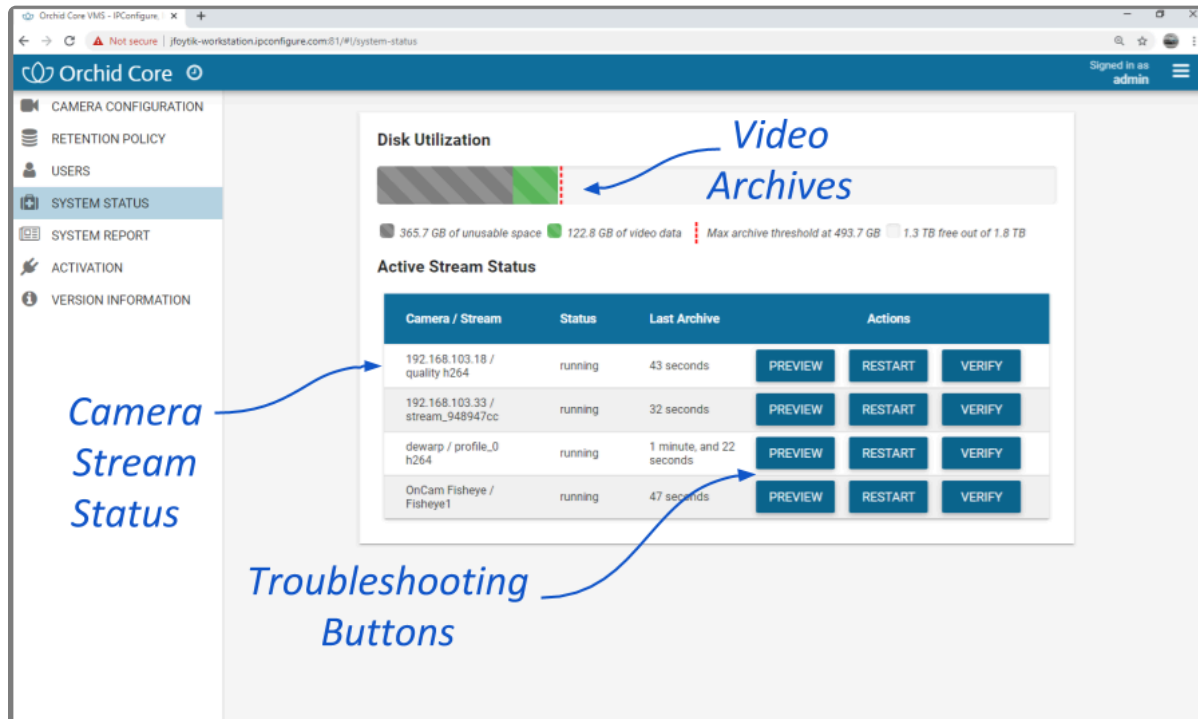 Orchid Core VMS - IPConfigure,
Not secure | jfoytik-workstation.ipconfigure.com:81/#!/system-status
Orchid Core
Signed in as
admin
CAMERA CONFIGURATION
RETENTION POLICY
USERS
SYSTEM STATUS
SYSTEM REPORT
ACTIVATION
VERSION INFORMATION
Disk Utilization
Video
Archives
365.7 GB of unusable space 122.8 GB of video data Max archive threshold at 493.7 GB 1.3 TB free out of 1.8 TB
Active Stream Status
Camera / Stream Status Last Archive Actions
192.168.103.18 /
quality h264 running 43 seconds PREVIEW RESTART VERIFY
192.168.103.33 /
stream_948947cc running 32 seconds PREVIEW RESTART VERIFY
dewarp / profile_0
h264 running 1 minute, and 22
seconds PREVIEW RESTART VERIFY
OnCam Fisheye /
Fisheye1 running 47 seconds PREVIEW RESTART VERIFY
Camera
Stream
Status
Troubleshooting
Buttons